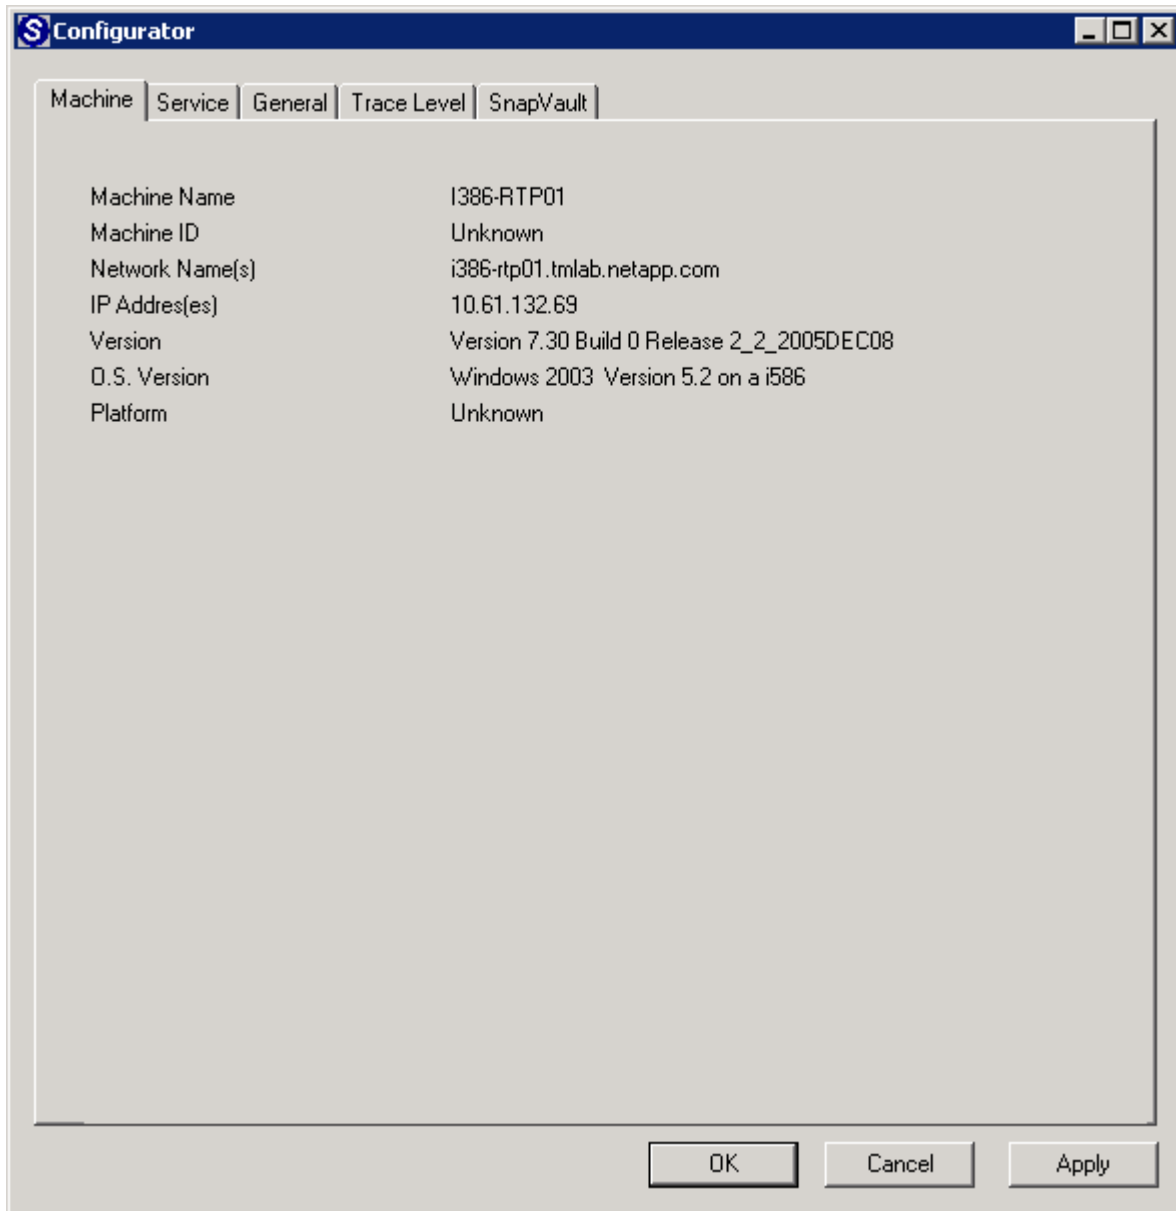 S Configurator
Machine Service General Trace Level SnapVault
Machine Name I386-RTP01
Machine ID Unknown
Network Name(s) i386-rtp01.tmlab.netapp.com
IP Addres(es) 10.61.132.69
Version Version 7.30 Build 0 Release 2_2_2005DEC08
O.S. Version Windows 2003 Version 5.2 on a i586
Platform Unknown
OK Cancel Apply